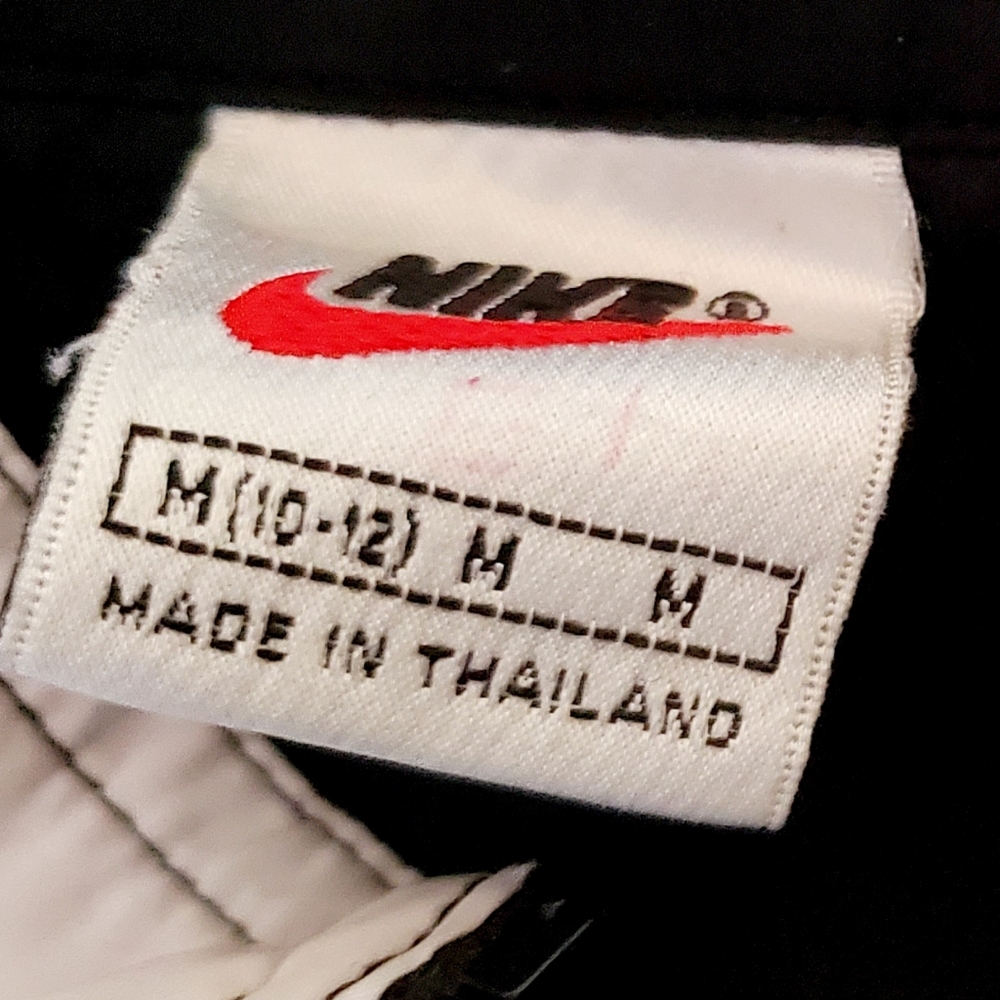 NIKE®
M (10-12) M M
MADE IN THAILAND